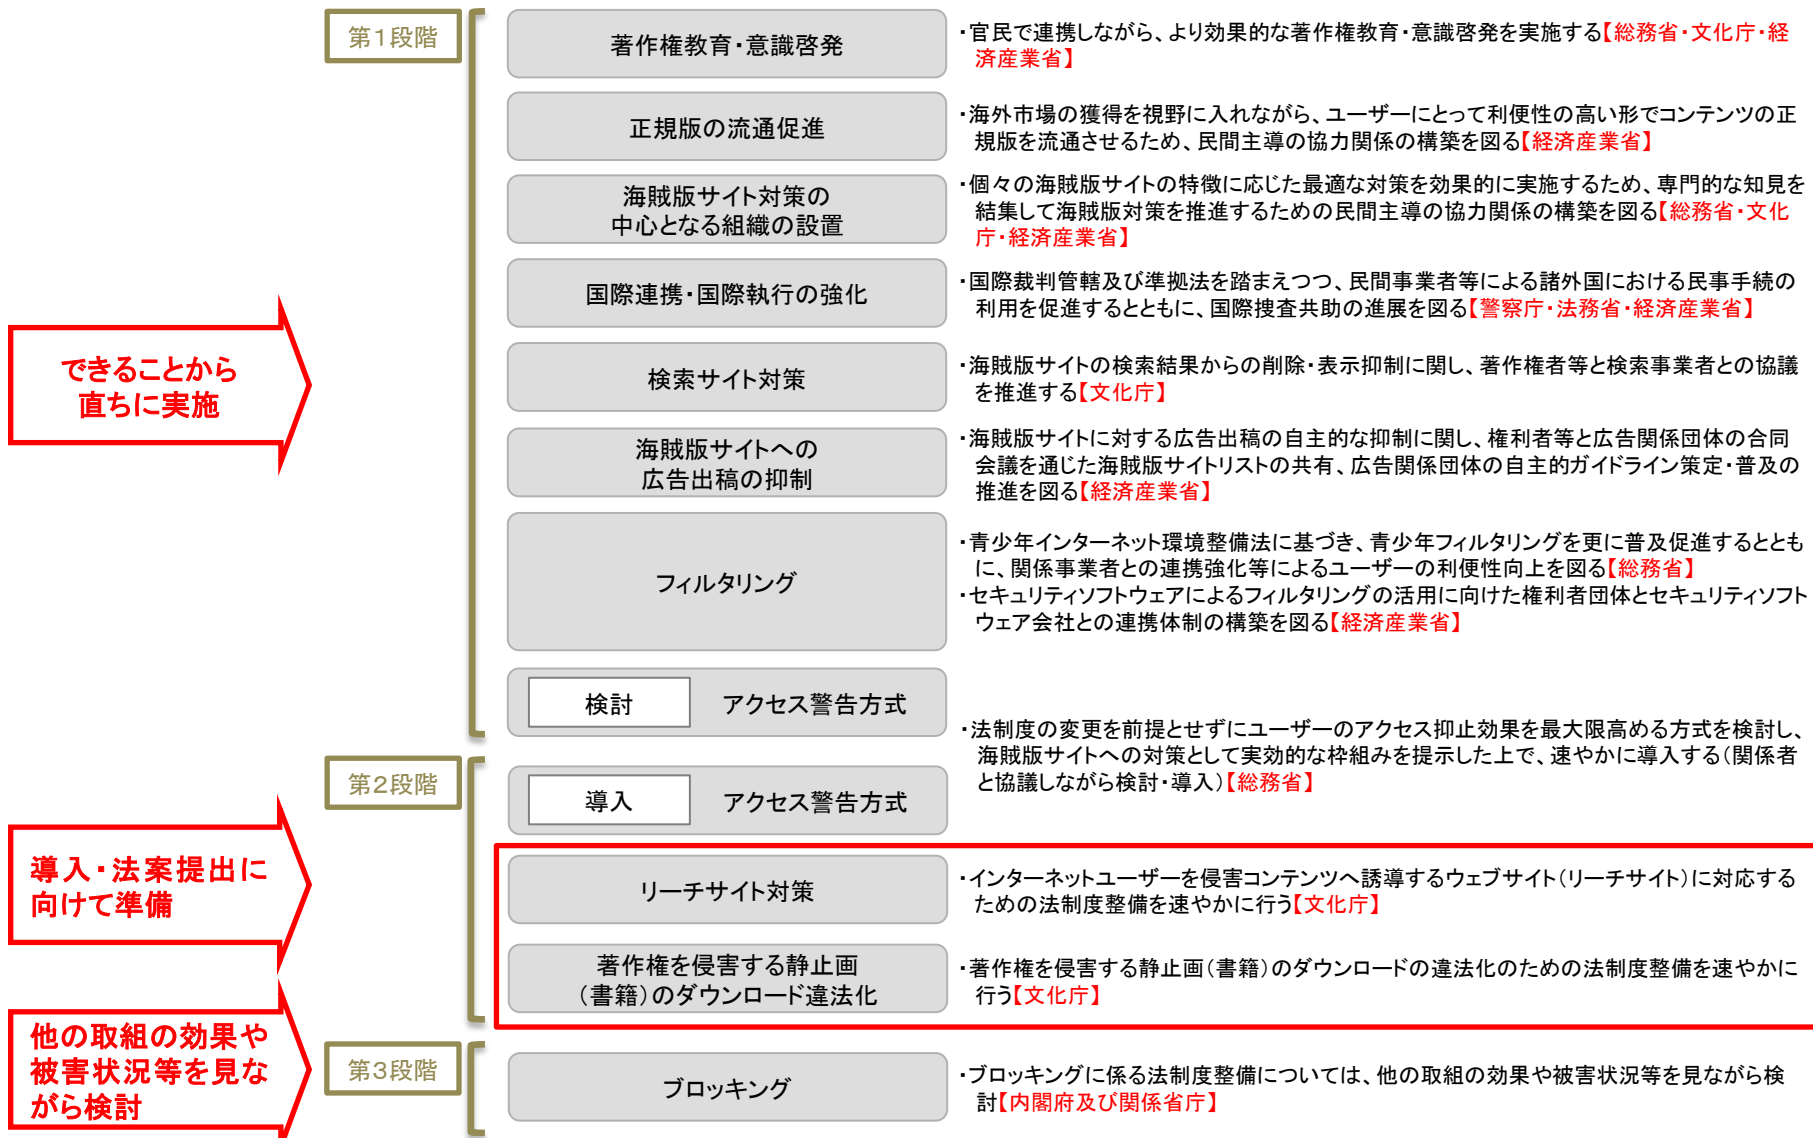 第1段階
著作権教育・意識啓発
・官民で連携しながら、より効果的な著作権教育・意識啓発を実施する【総務省・文化庁・経
済産業省】
正規版の流通促進
・海外市場の獲得を視野に入れながら、ユーザーにとって利便性の高い形でコンテンツの正
規版を流通させるため、民間主導の協力関係の構築を図る【経済産業省】
海賊版サイト対策の
中心となる組織の設置
・個々の海賊版サイトの特徴に応じた最適な対策を効果的に実施するため、専門的な知見を
結集して海賊版対策を推進するための民間主導の協力関係の構築を図る【総務省・文化
庁・経済産業省】
国際連携・国際執行の強化
・国際裁判管轄及び準拠法を踏まえつつ、民間事業者等による諸外国における民事手続の
利用を促進するとともに、国際捜査共助の進展を図る【警察庁・法務省・経済産業省】
できることから
直ちに実施
検索サイト対策
・海賊版サイトの検索結果からの削除・表示抑制に関し、著作権者等と検索事業者との協議
を推進する【文化庁】
海賊版サイトへの
広告出稿の抑制
・海賊版サイトに対する広告出稿の自主的な抑制に関し、権利者等と広告関係団体の合同
会議を通じた海賊版サイトリストの共有、広告関係団体の自主的ガイドライン策定・普及の
推進を図る【経済産業省】
フィルタリング
・青少年インターネット環境整備法に基づき、青少年フィルタリングを更に普及促進するととも
に、関係事業者との連携強化等によるユーザーの利便性向上を図る【総務省】
・セキュリティソフトウェアによるフィルタリングの活用に向けた権利者団体とセキュリティソフト
ウェア会社との連携体制の構築を図る【経済産業省】
検討 アクセス警告方式
・法制度の変更を前提とせずにユーザーのアクセス抑止効果を最大限高める方式を検討し、
海賊版サイトへの対策として実効的な枠組みを提示した上で、速やかに導入する(関係者
と協議しながら検討・導入)【総務省】
第2段階
導入 アクセス警告方式
導入・法案提出に
向けて準備
リーチサイト対策
・インターネットユーザーを侵害コンテンツへ誘導するウェブサイト(リーチサイト)に対応する
ための法制度整備を速やかに行う【文化庁】
著作権を侵害する静止画
(書籍)のダウンロード違法化
・著作権を侵害する静止画(書籍)のダウンロードの違法化のための法制度整備を速やかに
行う【文化庁】
他の取組の効果や
被害状況等を見な
がら検討
第3段階
ブロッキング
・ブロッキングに係る法制度整備については、他の取組の効果や被害状況等を見ながら検
討【内閣府及び関係省庁】